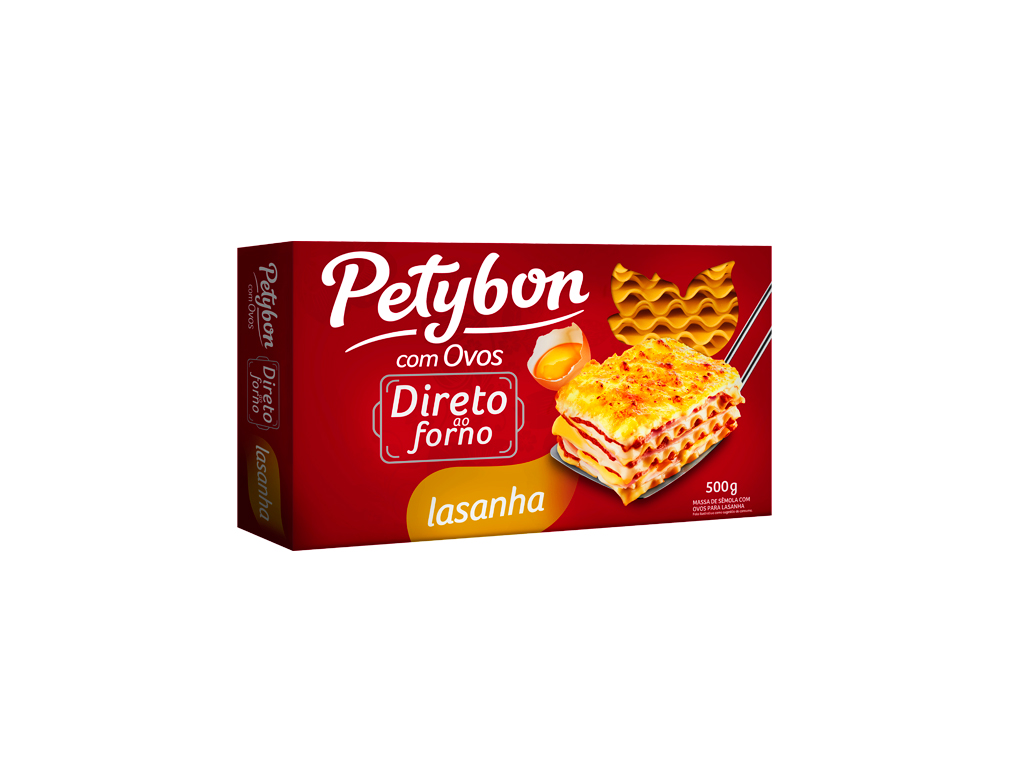 Petybon
com Ovos
Direto
ao
forno
lasanha
Petybon
com Ovos
Direto
ao
forno
lasanha
500g
MASSA DE SÊMOLA COM
OVOS PARA LASANHA